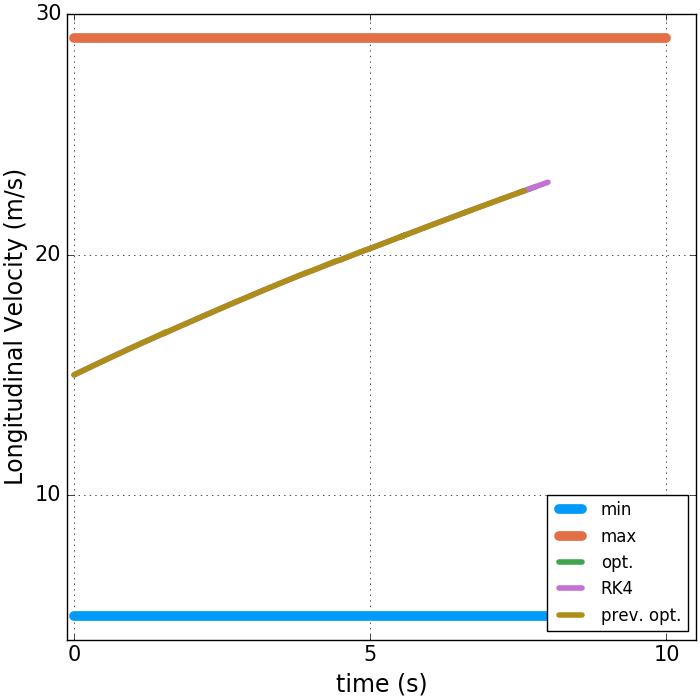 30
20
10
Longitudinal Velocity (m/s)
min
max
opt.
RK4
prev. opt.
0
5
10
time (s)